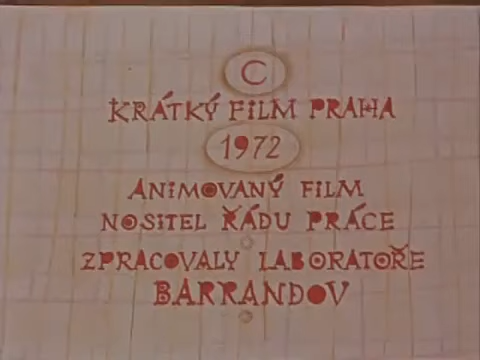 C
KRÁTKÝ FILM PRAHA
1972
ANIMOVANÝ FILM
NOSITEL ŘÁDU PRÁCE
ZPRACOVALY LABORATOŘE
BARRANDOV